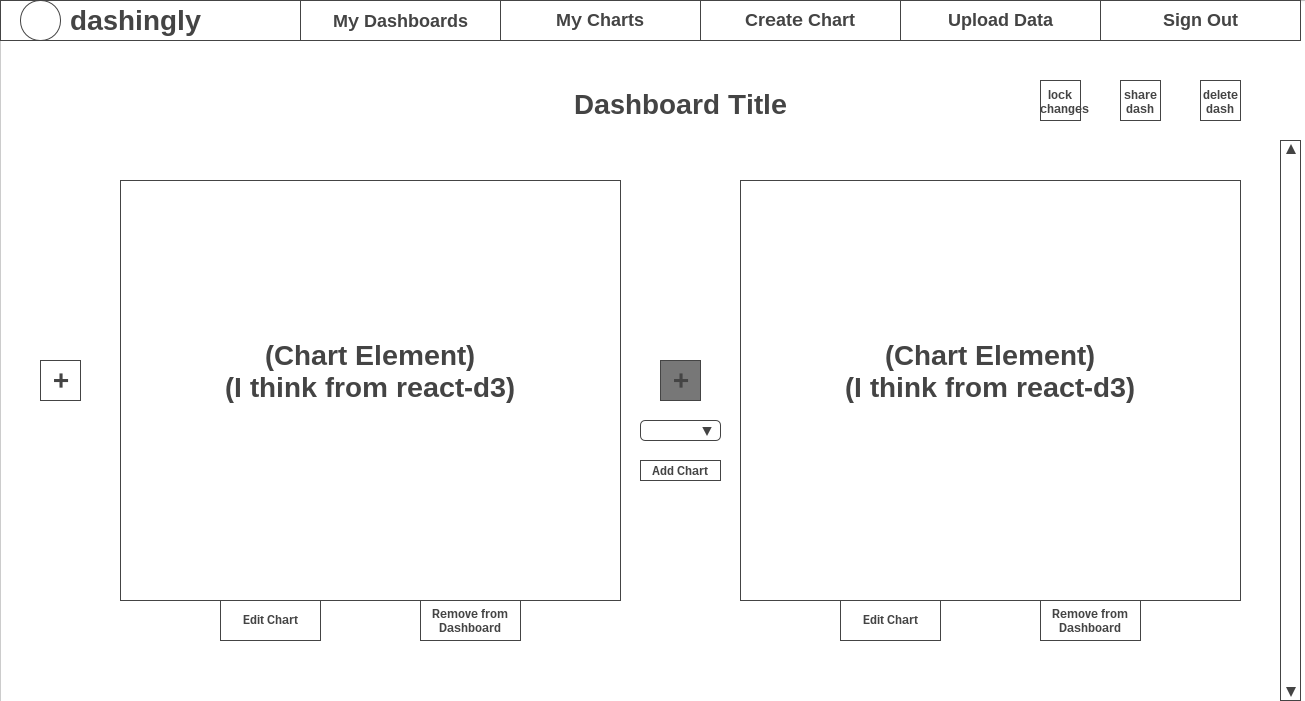 dashingly
My Dashboards
My Charts
Create Chart
Upload Data
Sign Out
Dashboard Title
lock
changes
share
dash
delete
dash
(Chart Element)
(I think from react-d3)
(Chart Element)
(I think from react-d3)
+
+
Add Chart
Edit Chart
Remove from
Dashboard
Edit Chart
Remove from
Dashboard